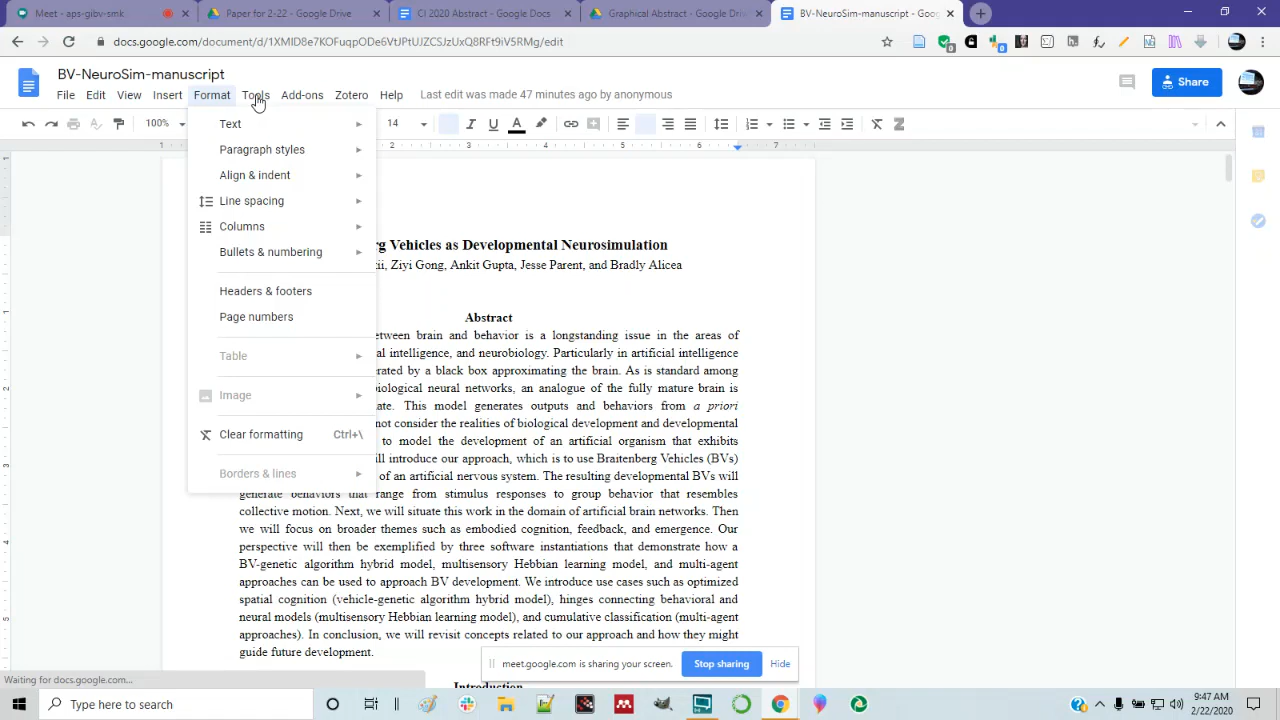 Meet - as-gibv-smk
Paper for 2-22 - Google Drive
CI 2020 Abstract - Google Docs
Graphical Abstract - Google Driv
BV-NeuroSim-manuscript - Goog
docs.google.com/document/d/1XMlD8e7KOFuqpODe6VtJPtUJZCSJzUxQ8RFt9iV5RMg/edit
BV-NeuroSim-manuscript
File Edit View Insert Format Tools Add-ons Zotero Help Last edit was made 47 minutes ago by anonymous
Share
100% 14
1 2 3 4 5 6 7
Text
Paragraph styles
Align & indent
Line spacing
Columns
Bullets & numbering
Headers & footers
Page numbers
Table
Image
Clear formatting Ctrl+\
Borders & lines
g Vehicles as Developmental Neurosimulation
ii, Ziyi Gong, Ankit Gupta, Jesse Parent, and Bradly Alicea
Abstract
etween brain and behavior is a longstanding issue in the areas of
al intelligence, and neurobiology. Particularly in artificial intelligence
rated by a black box approximating the brain. As is standard among
biological neural networks, an analogue of the fully mature brain is
ate. This model generates outputs and behaviors from a priori
not consider the realities of biological development and developmental
to model the development of an artificial organism that exhibits
ill introduce our approach, which is to use Braitenberg Vehicles (BVs)
of an artificial nervous system. The resulting developmental BVs will
generate behaviors that range from stimulus responses to group behavior that resembles
collective motion. Next, we will situate this work in the domain of artificial brain networks. Then
we will focus on broader themes such as embodied cognition, feedback, and emergence. Our
perspective will then be exemplified by three software instantiations that demonstrate how a
BV-genetic algorithm hybrid model, multisensory Hebbian learning model, and multi-agent
approaches can be used to approach BV development. We introduce use cases such as optimized
spatial cognition (vehicle-genetic algorithm hybrid model), hinges connecting behavioral and
neural models (multisensory Hebbian learning model), and cumulative classification (multi-agent
approaches). In conclusion, we will revisit concepts related to our approach and how they might
guide future development.
Introduction
meet.google.com is sharing your screen. Stop sharing Hide
Waiting for docs.google.com...
Type here to search
9:47 AM
2/22/2020